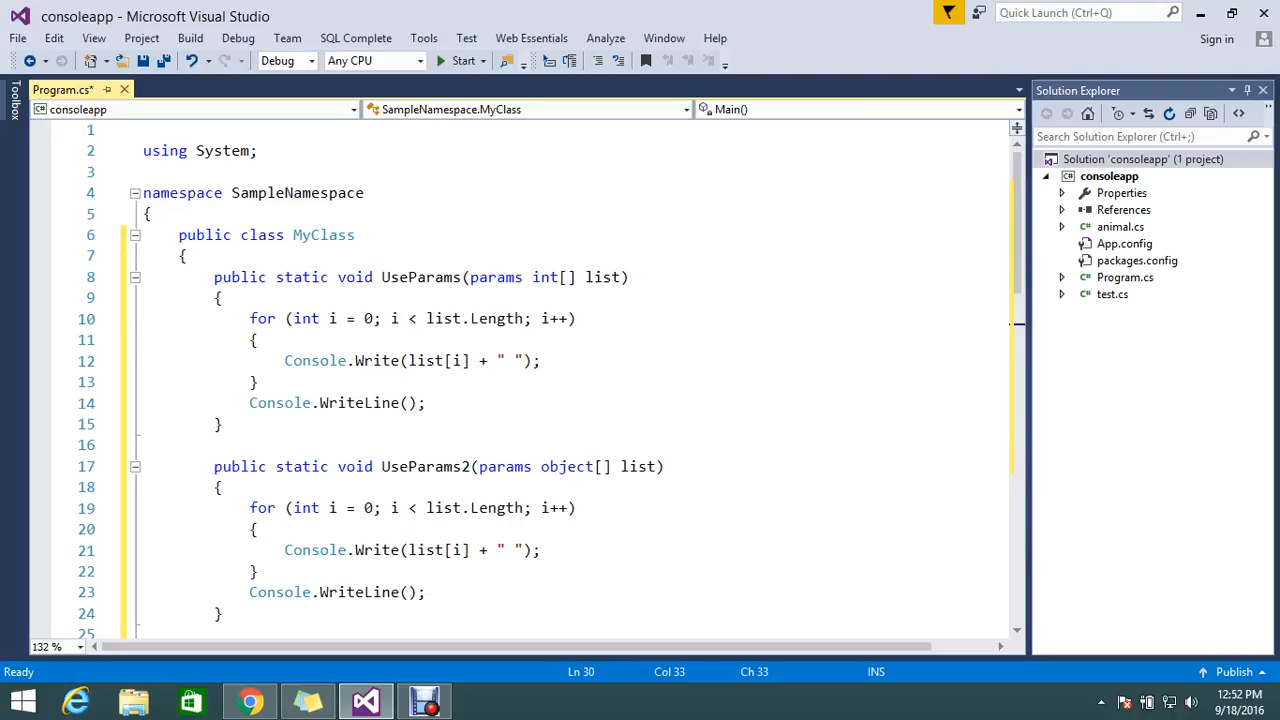 consoleapp - Microsoft Visual Studio
Quick Launch (Ctrl+Q)
File Edit View Project Build Debug Team SQL Complete Tools Test Web Essentials Analyze Window Help
Sign in
Debug Any CPU Start
Toolbox
Program.cs*
consoleapp SampleNamespace.MyClass Main()
1
2 using System;
3
4 namespace SampleNamespace
5 {
6 public class MyClass
7 {
8 public static void UseParams(params int[] list)
9 {
10 for (int i = 0; i < list.Length; i++)
11 {
12 Console.Write(list[i] + " ");
13 }
14 Console.WriteLine();
15 }
16
17 public static void UseParams2(params object[] list)
18 {
19 for (int i = 0; i < list.Length; i++)
20 {
21 Console.Write(list[i] + " ");
22 }
23 Console.WriteLine();
24 }
25
132 %
Solution Explorer
Search Solution Explorer (Ctrl+;)
Solution 'consoleapp' (1 project)
consoleapp
Properties
References
animal.cs
App.config
packages.config
Program.cs
test.cs
Ready Ln 30 Col 33 Ch 33 INS Publish
12:52 PM
9/18/2016